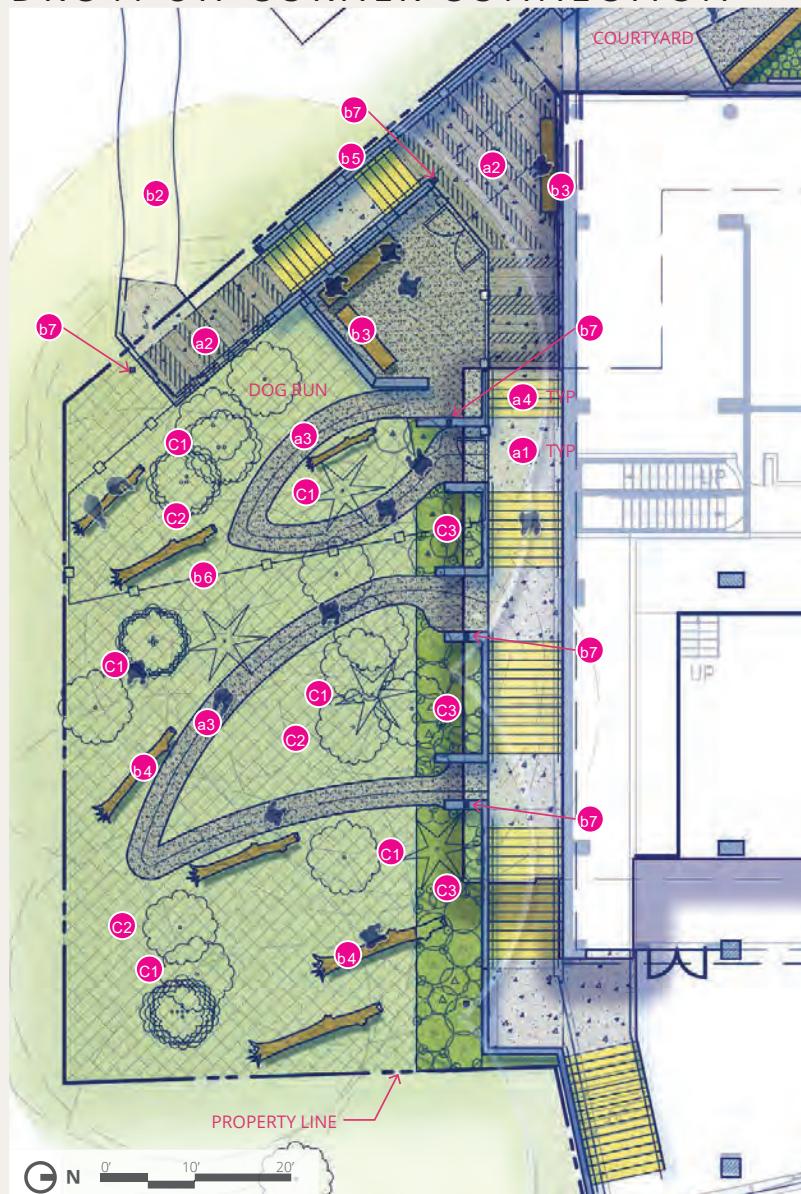 COURTYARD
b7
b5
a2
b3
b2
b7
a2
b3
b7
DOG RUN
a4 TYP
a3
C1
a1 TYP
C1
C2
C3
UP
b6
C1
b7
UP
C1
a3
C3
C2
b4
b7
C1
C3
C2
b4
C1
PROPERTY LINE
N
0' 10' 20'